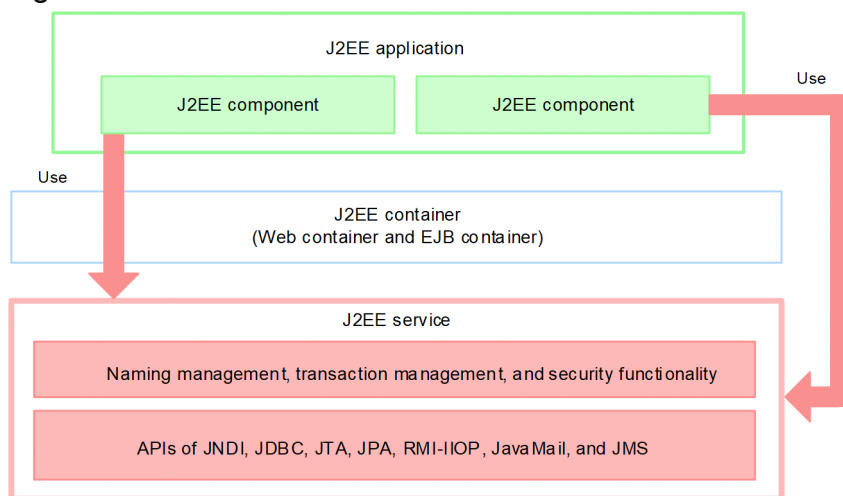 J2EE application
Use
J2EE component
J2EE component
Use
J2EE container
(Web container and EJB container)
J2EE service
Naming management, transaction management, and security functionality
APIs of JNDI, JDBC, JTA, JPA, RMI-IIOP, JavaMail, and JMS